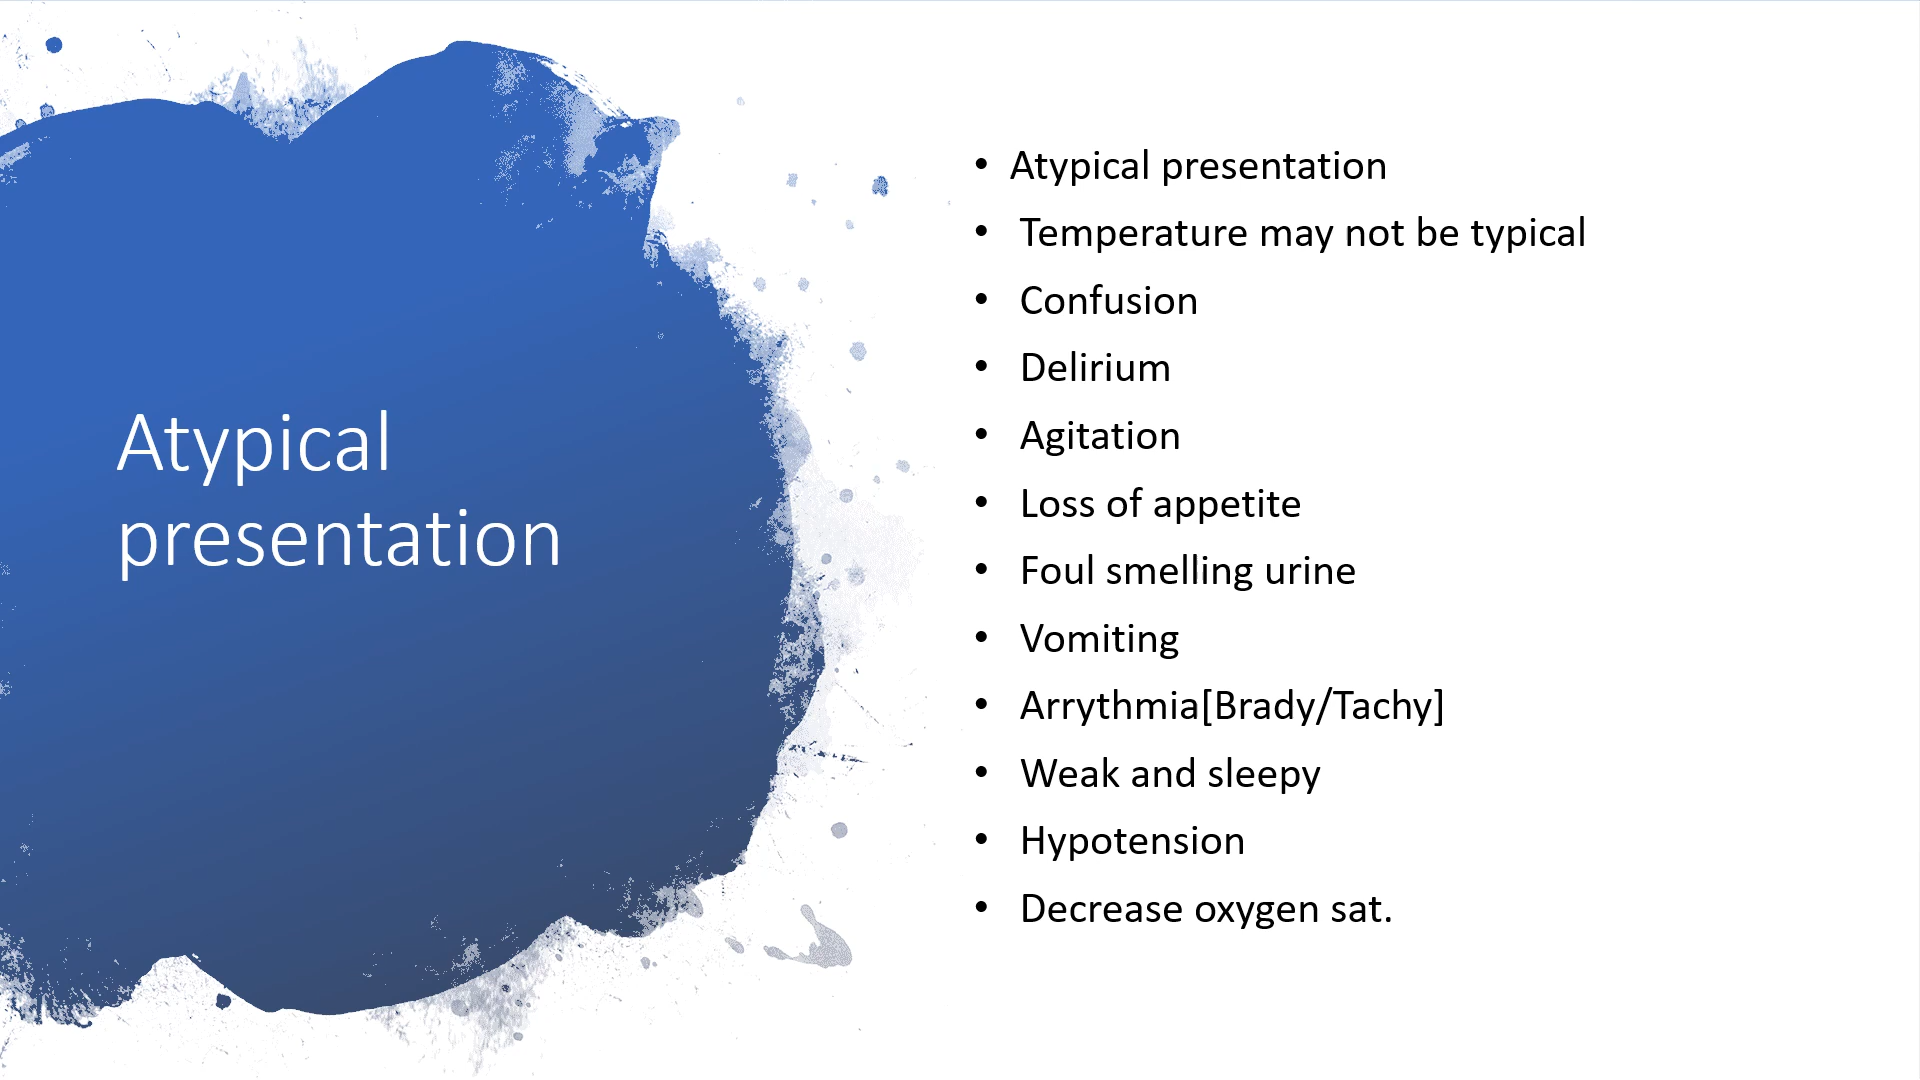 Atypical
presentation
• Atypical presentation
• Temperature may not be typical
• Confusion
• Delirium
• Agitation
• Loss of appetite
• Foul smelling urine
• Vomiting
• Arrythmia[Brady/Tachy]
• Weak and sleepy
• Hypotension
• Decrease oxygen sat.